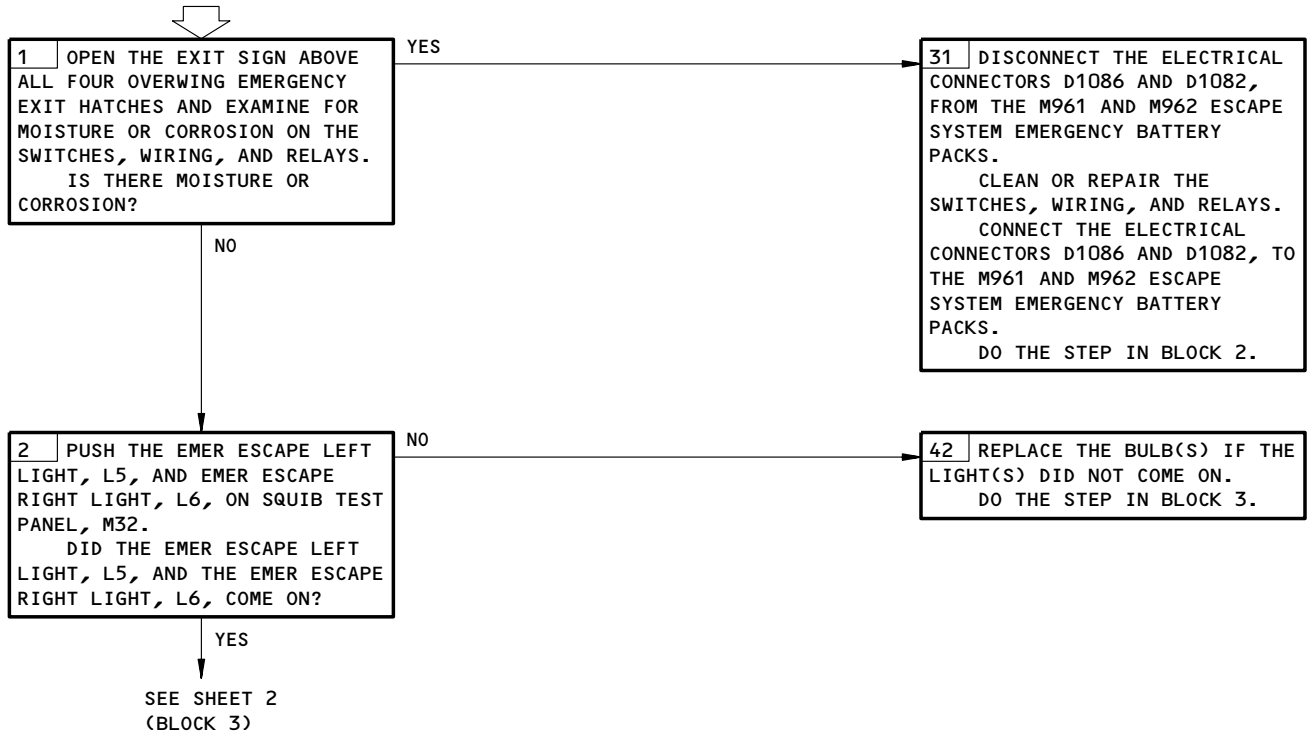 1 OPEN THE EXIT SIGN ABOVE
ALL FOUR OVERWING EMERGENCY
EXIT HATCHES AND EXAMINE FOR
MOISTURE OR CORROSION ON THE
SWITCHES, WIRING, AND RELAYS.
IS THERE MOISTURE OR
CORROSION?
YES
NO
31 DISCONNECT THE ELECTRICAL
CONNECTORS D1086 AND D1082,
FROM THE M961 AND M962 ESCAPE
SYSTEM EMERGENCY BATTERY
PACKS.
CLEAN OR REPAIR THE
SWITCHES, WIRING, AND RELAYS.
CONNECT THE ELECTRICAL
CONNECTORS D1086 AND D1082, TO
THE M961 AND M962 ESCAPE
SYSTEM EMERGENCY BATTERY
PACKS.
DO THE STEP IN BLOCK 2.
2 PUSH THE EMER ESCAPE LEFT
LIGHT, L5, AND EMER ESCAPE
RIGHT LIGHT, L6, ON SQUIB TEST
PANEL, M32.
DID THE EMER ESCAPE LEFT
LIGHT, L5, AND THE EMER ESCAPE
RIGHT LIGHT, L6, COME ON?
NO
YES
42 REPLACE THE BULB(S) IF THE
LIGHT(S) DID NOT COME ON.
DO THE STEP IN BLOCK 3.
SEE SHEET 2
(BLOCK 3)